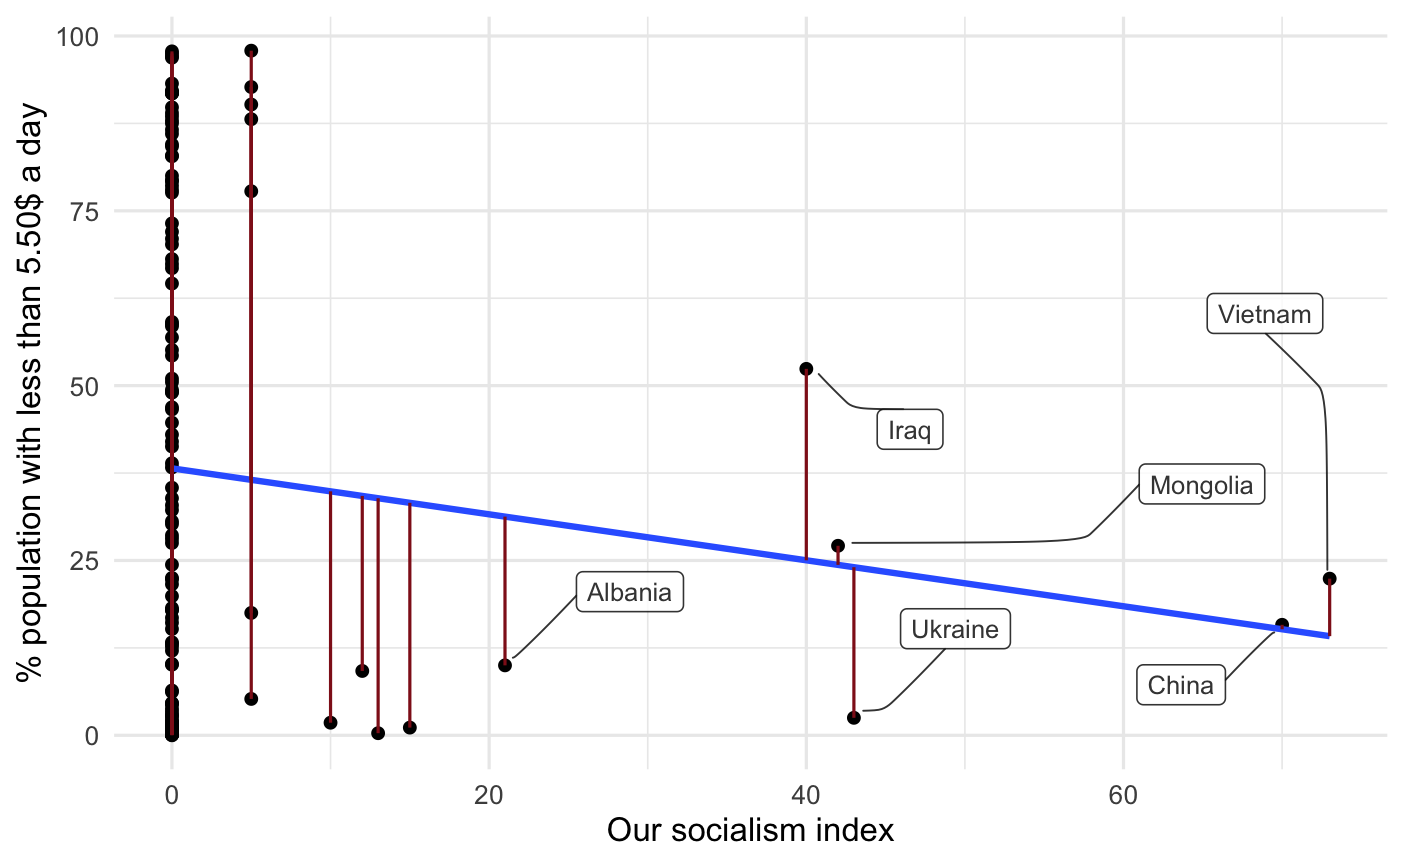 % population with less than 5.50$ a day
100
75
50
25
0
Vietnam
Iraq
Mongolia
Albania
Ukraine
China
0
20
40
60
Our socialism index